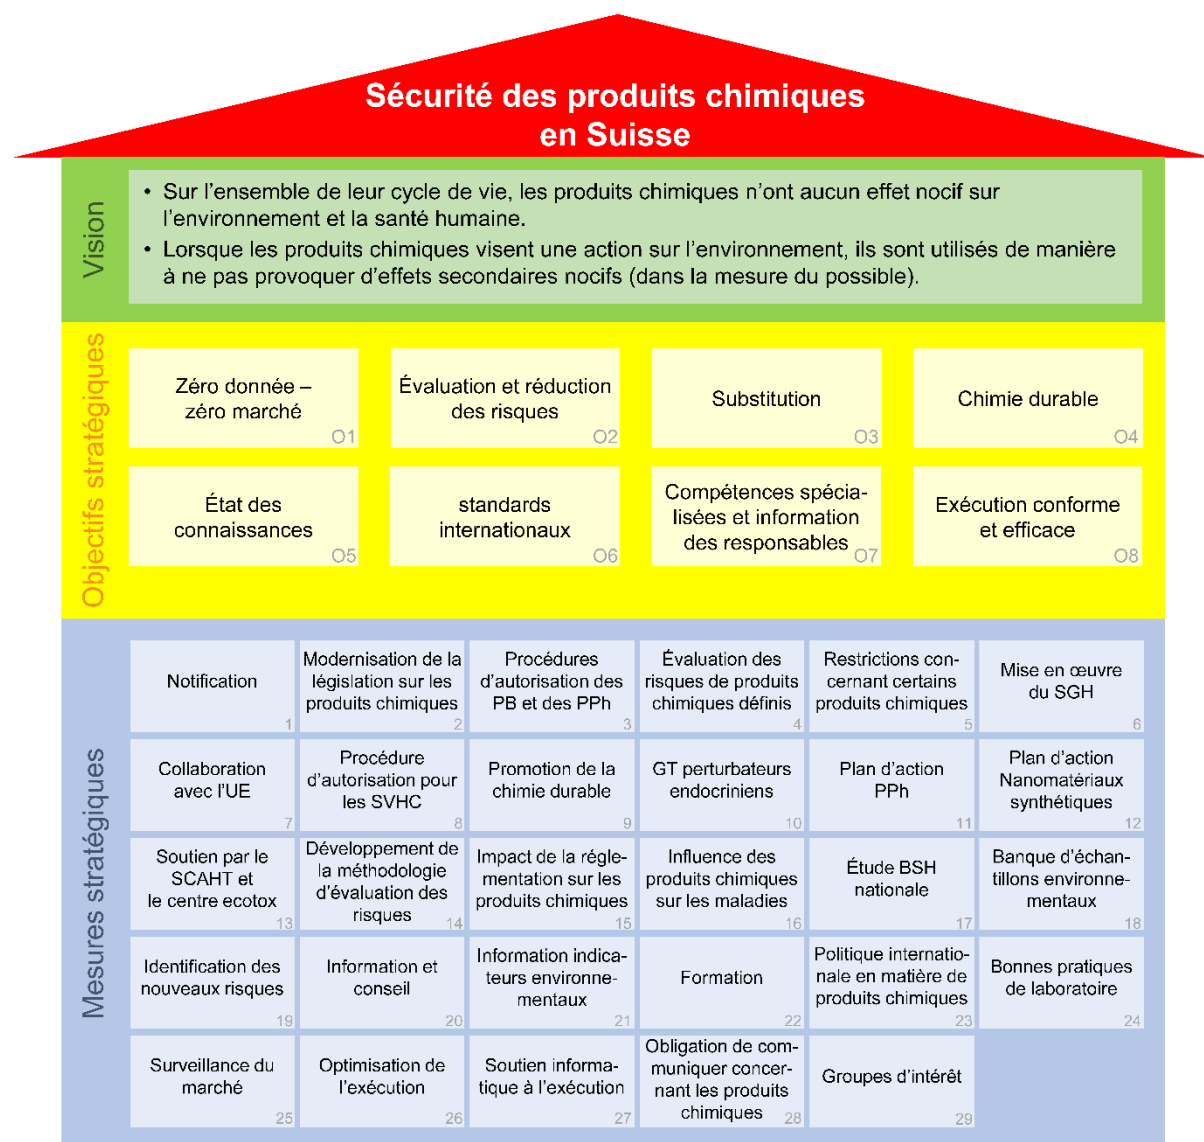 Sécurité des produits chimiques
en Suisse
Vision
• Sur l’ensemble de leur cycle de vie, les produits chimiques n’ont aucun effet nocif sur
l’environnement et la santé humaine.
• Lorsque les produits chimiques visent une action sur l’environnement, ils sont utilisés de manière
à ne pas provoquer d’effets secondaires nocifs (dans la mesure du possible).
Objectifs stratégiques
Zéro donnée –
zéro marché
O1
Évaluation et réduction
des risques
O2
Substitution
O3
Chimie durable
O4
État des
connaissances
O5
standards
internationaux
O6
Compétences spécia-
lisées et information
des responsables
O7
Exécution conforme
et efficace
O8
Mesures stratégiques
Notification
1
Modernisation de la
législation sur les
produits chimiques
2
Procédures
d’autorisation des
PB et des PPh
3
Évaluation des
risques de produits
chimiques définis
4
Restrictions con-
cernant certains
produits chimiques
5
Mise en œuvre
du SGH
6
Collaboration
avec l’UE
7
Procédure
d’autorisation pour
les SVHC
8
Promotion de la
chimie durable
9
GT perturbateurs
endocriniens
10
Plan d’action
PPh
11
Plan d’action
Nanomatériaux
synthétiques
12
Soutien par le
SCAHT et
le centre ecotox
13
Développement de
la méthodologie
d’évaluation des
risques
14
Impact de la régle-
mentation sur les
produits chimiques
15
Influence des
produits chimiques
sur les maladies
16
Étude BSH
nationale
17
Banque d’échan-
tillons environne-
mentaux
18
Identification des
nouveaux risques
19
Information et
conseil
20
Information indica-
teurs environne-
mentaux
21
Formation
22
Politique internatio-
nale en matière de
produits chimiques
23
Bonnes pratiques
de laboratoire
24
Surveillance du
marché
25
Optimisation de
l’exécution
26
Soutien informa-
tique à l’exécution
27
Obligation de com-
muniquer concer-
nant les produits
chimiques
28
Groupes d’intérêt
29